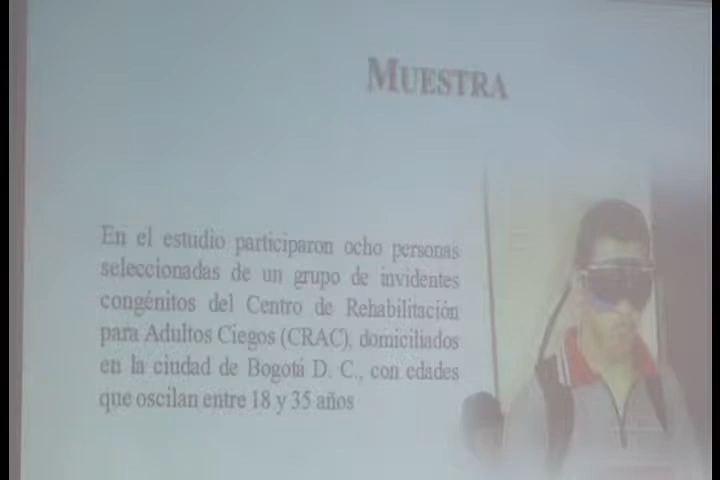 MUESTRA
En el estudio participaron ocho personas
seleccionadas de un grupo de invidentes
congénitos del Centro de Rehabilitación
para Adultos Ciegos (CRAC), domiciliados
en la ciudad de Bogotá D. C., con edades
que oscilan entre 18 y 35 años